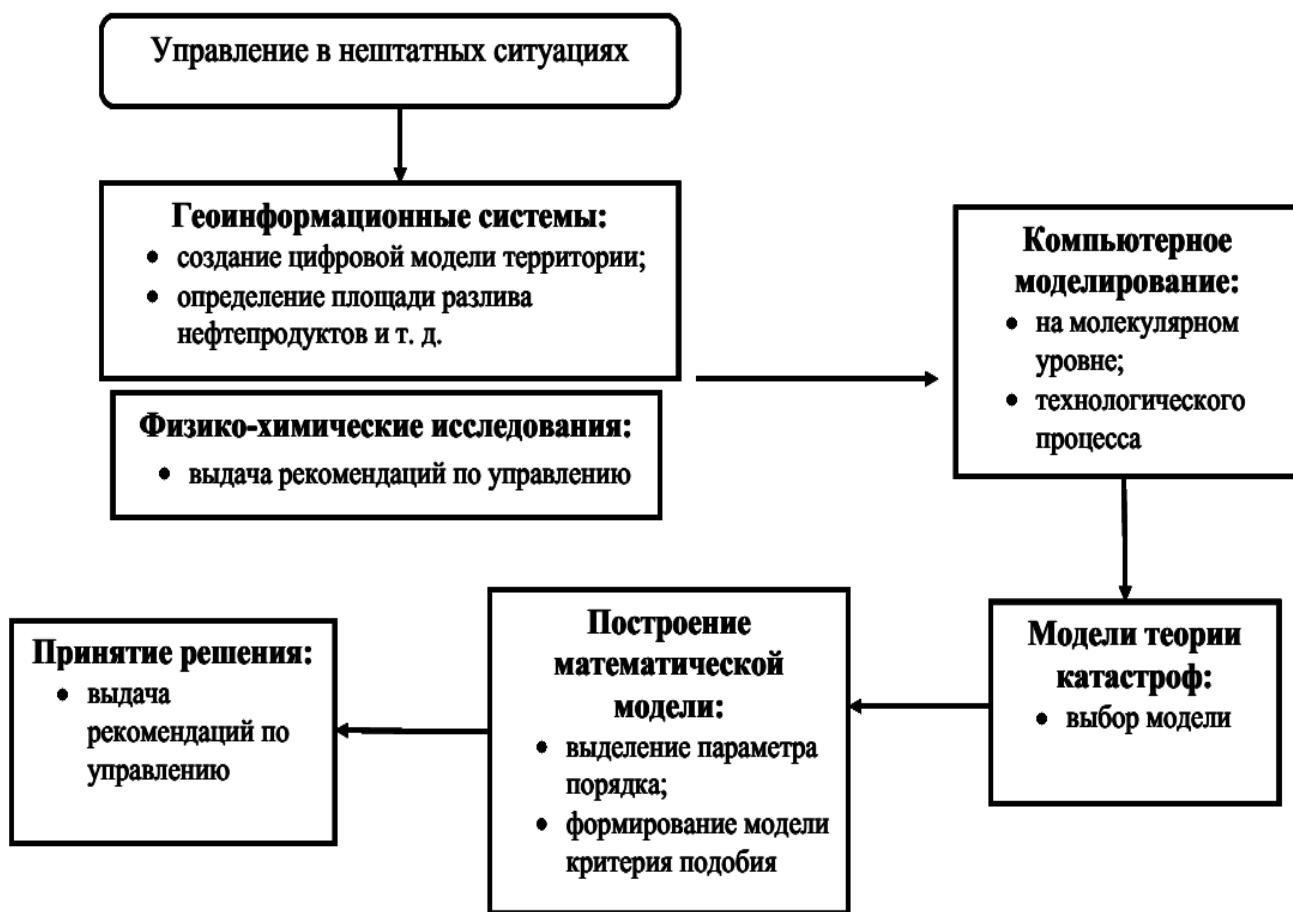 Управление в нештатных ситуациях
Геоинформационные системы:
• создание цифровой модели территории;
• определение площади разлива
нефтепродуктов и т. д.
Физико-химические исследования:
• выдача рекомендаций по управлению
Компьютерное
моделирование:
• на молекулярном
уровне;
• технологического
процесса
Модели теории
катастроф:
• выбор модели
Построение
математической
модели:
• выделение параметра
порядка;
• формирование модели
критерия подобия
Принятие решения:
• выдача
рекомендаций по
управлению